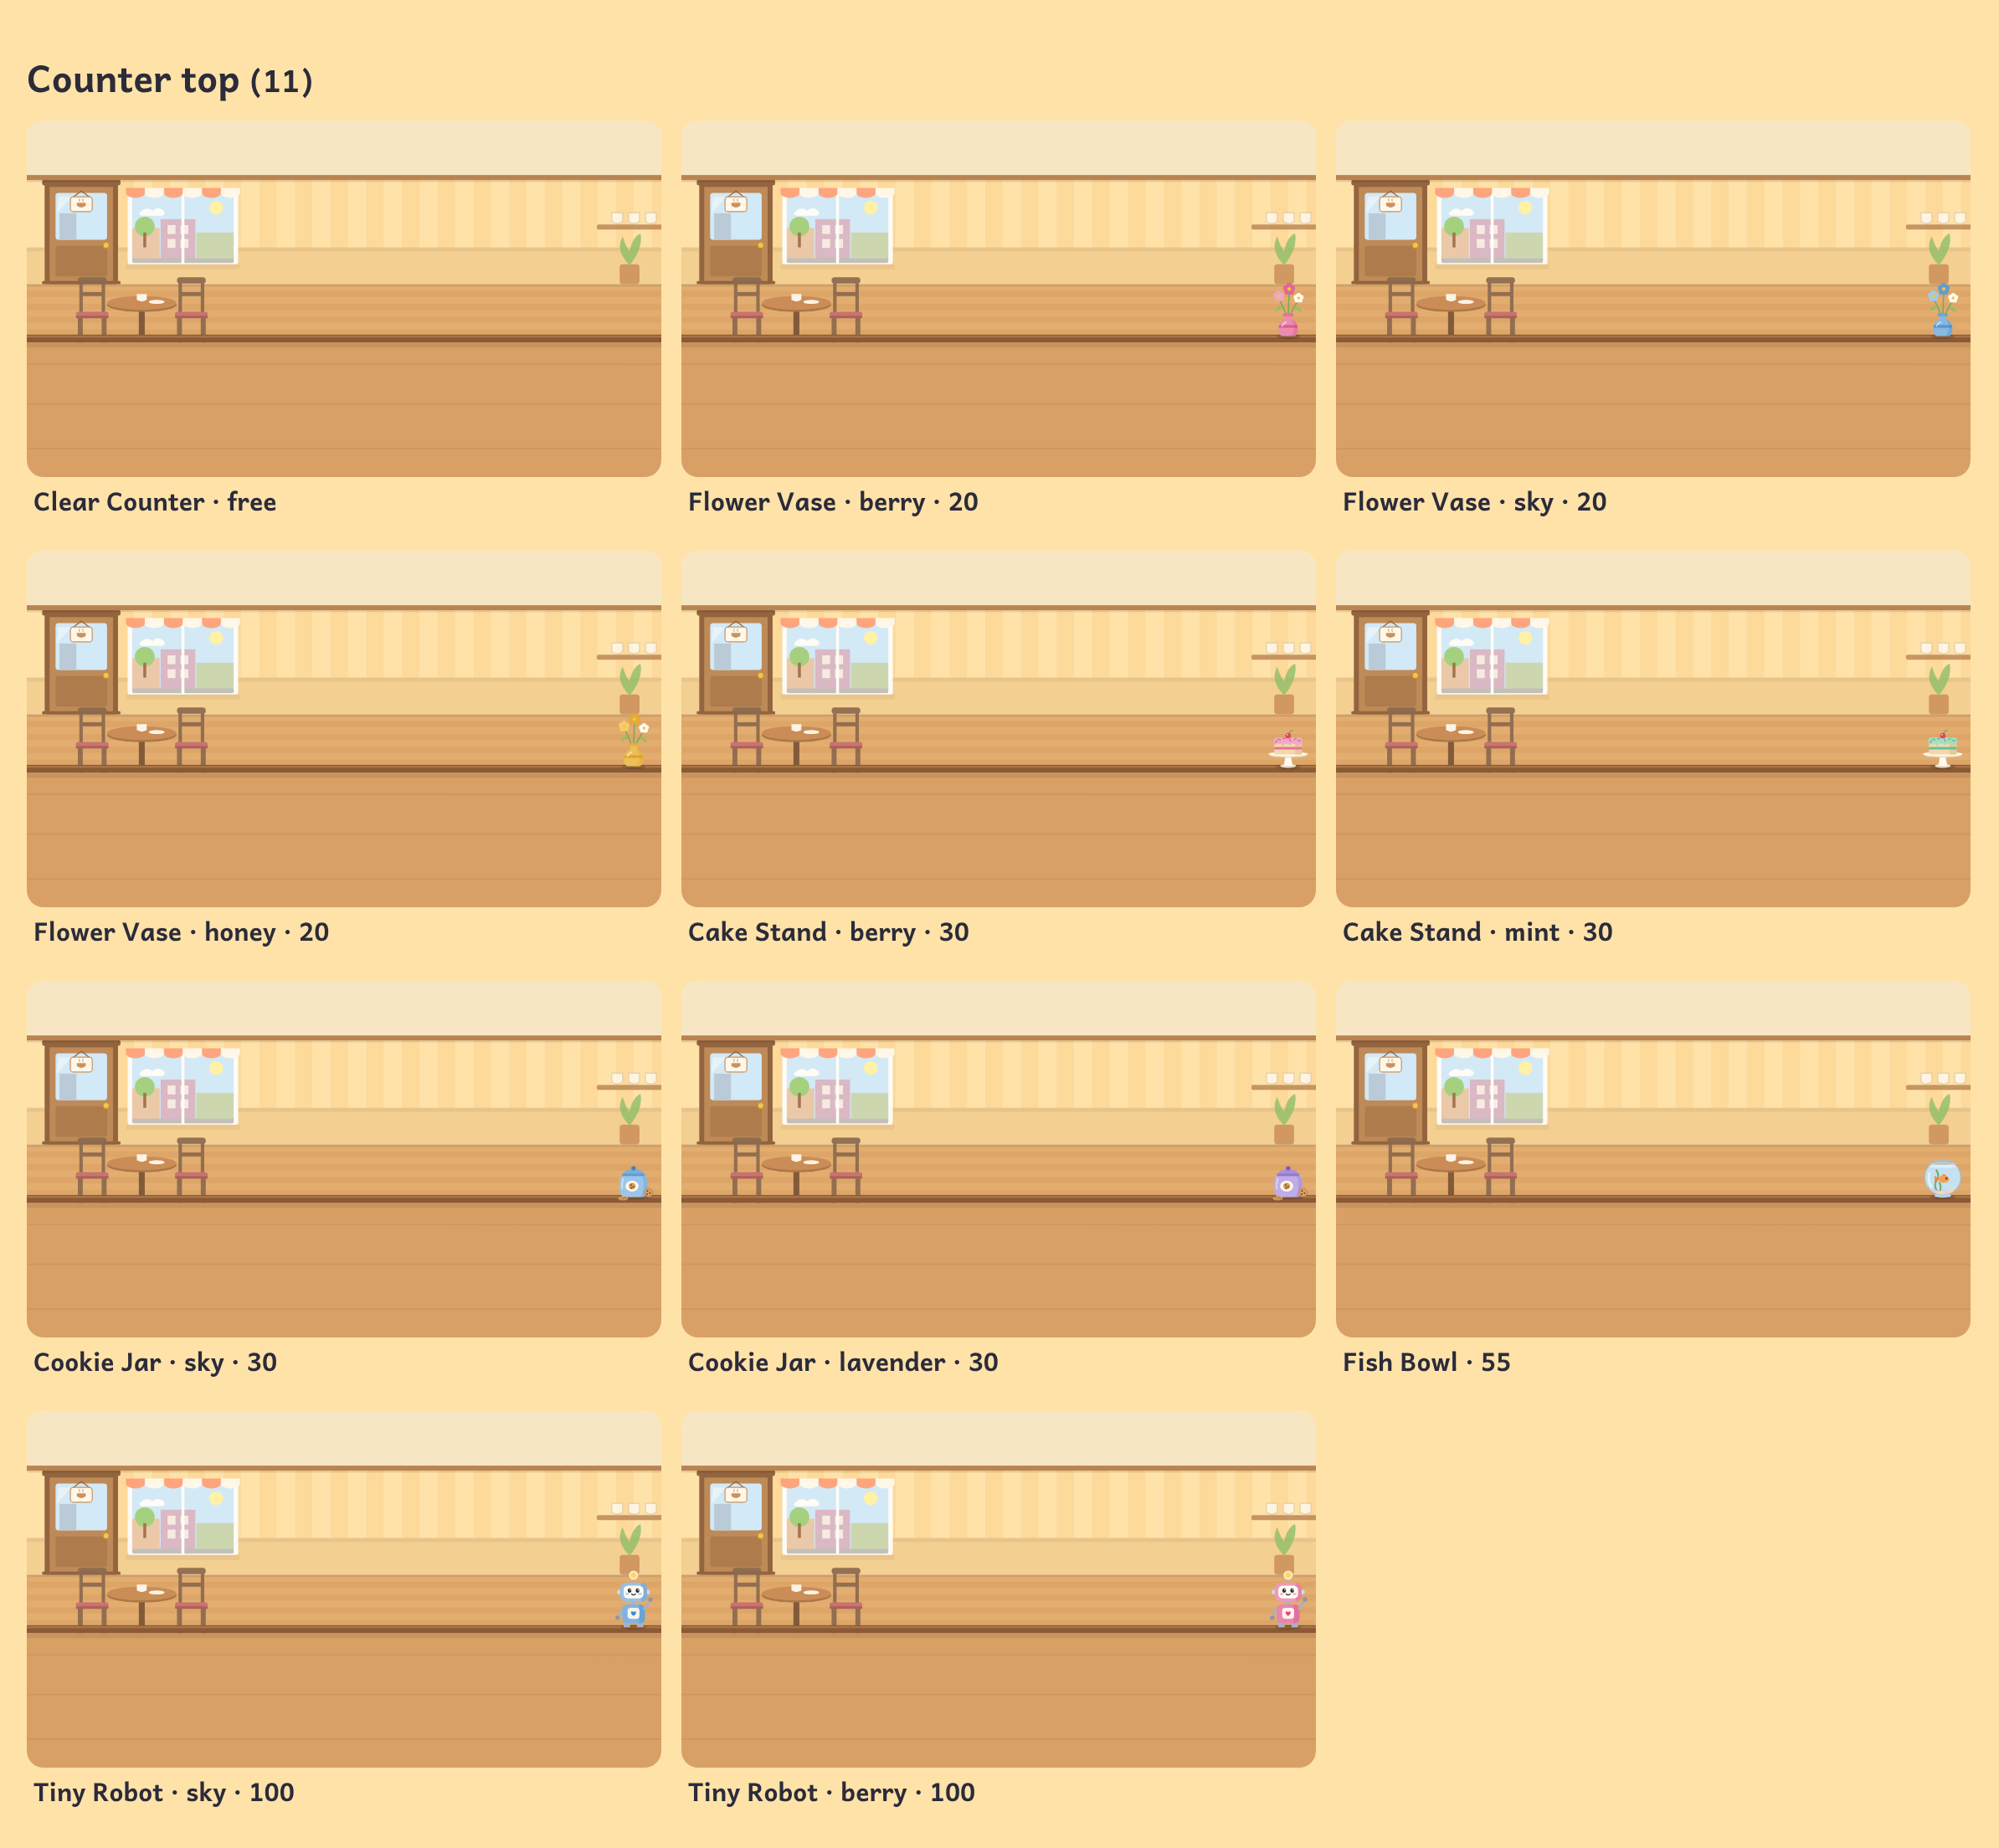 Counter top (11)
Clear Counter · free
Flower Vase · berry · 20
Flower Vase · sky · 20
Flower Vase · honey · 20
Cake Stand · berry · 30
Cake Stand · mint · 30
Cookie Jar · sky · 30
Cookie Jar · lavender · 30
Fish Bowl · 55
Tiny Robot · sky · 100
Tiny Robot · berry · 100